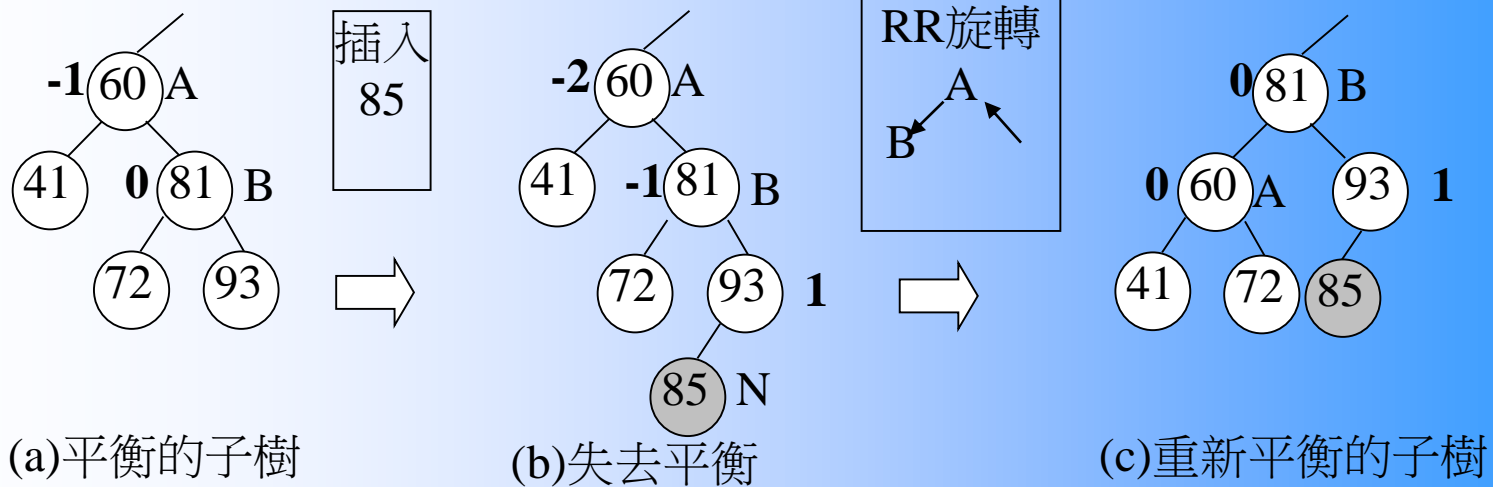 -1 60 A
41 0 81 B
72 93
(a)平衡的子樹
插入
85
-2 60 A
41 -1 81 B
72 93 1
85 N
(b)失去平衡
RR旋轉
A
B
0 81 B
0 60 A 93 1
41 72 85
(c)重新平衡的子樹